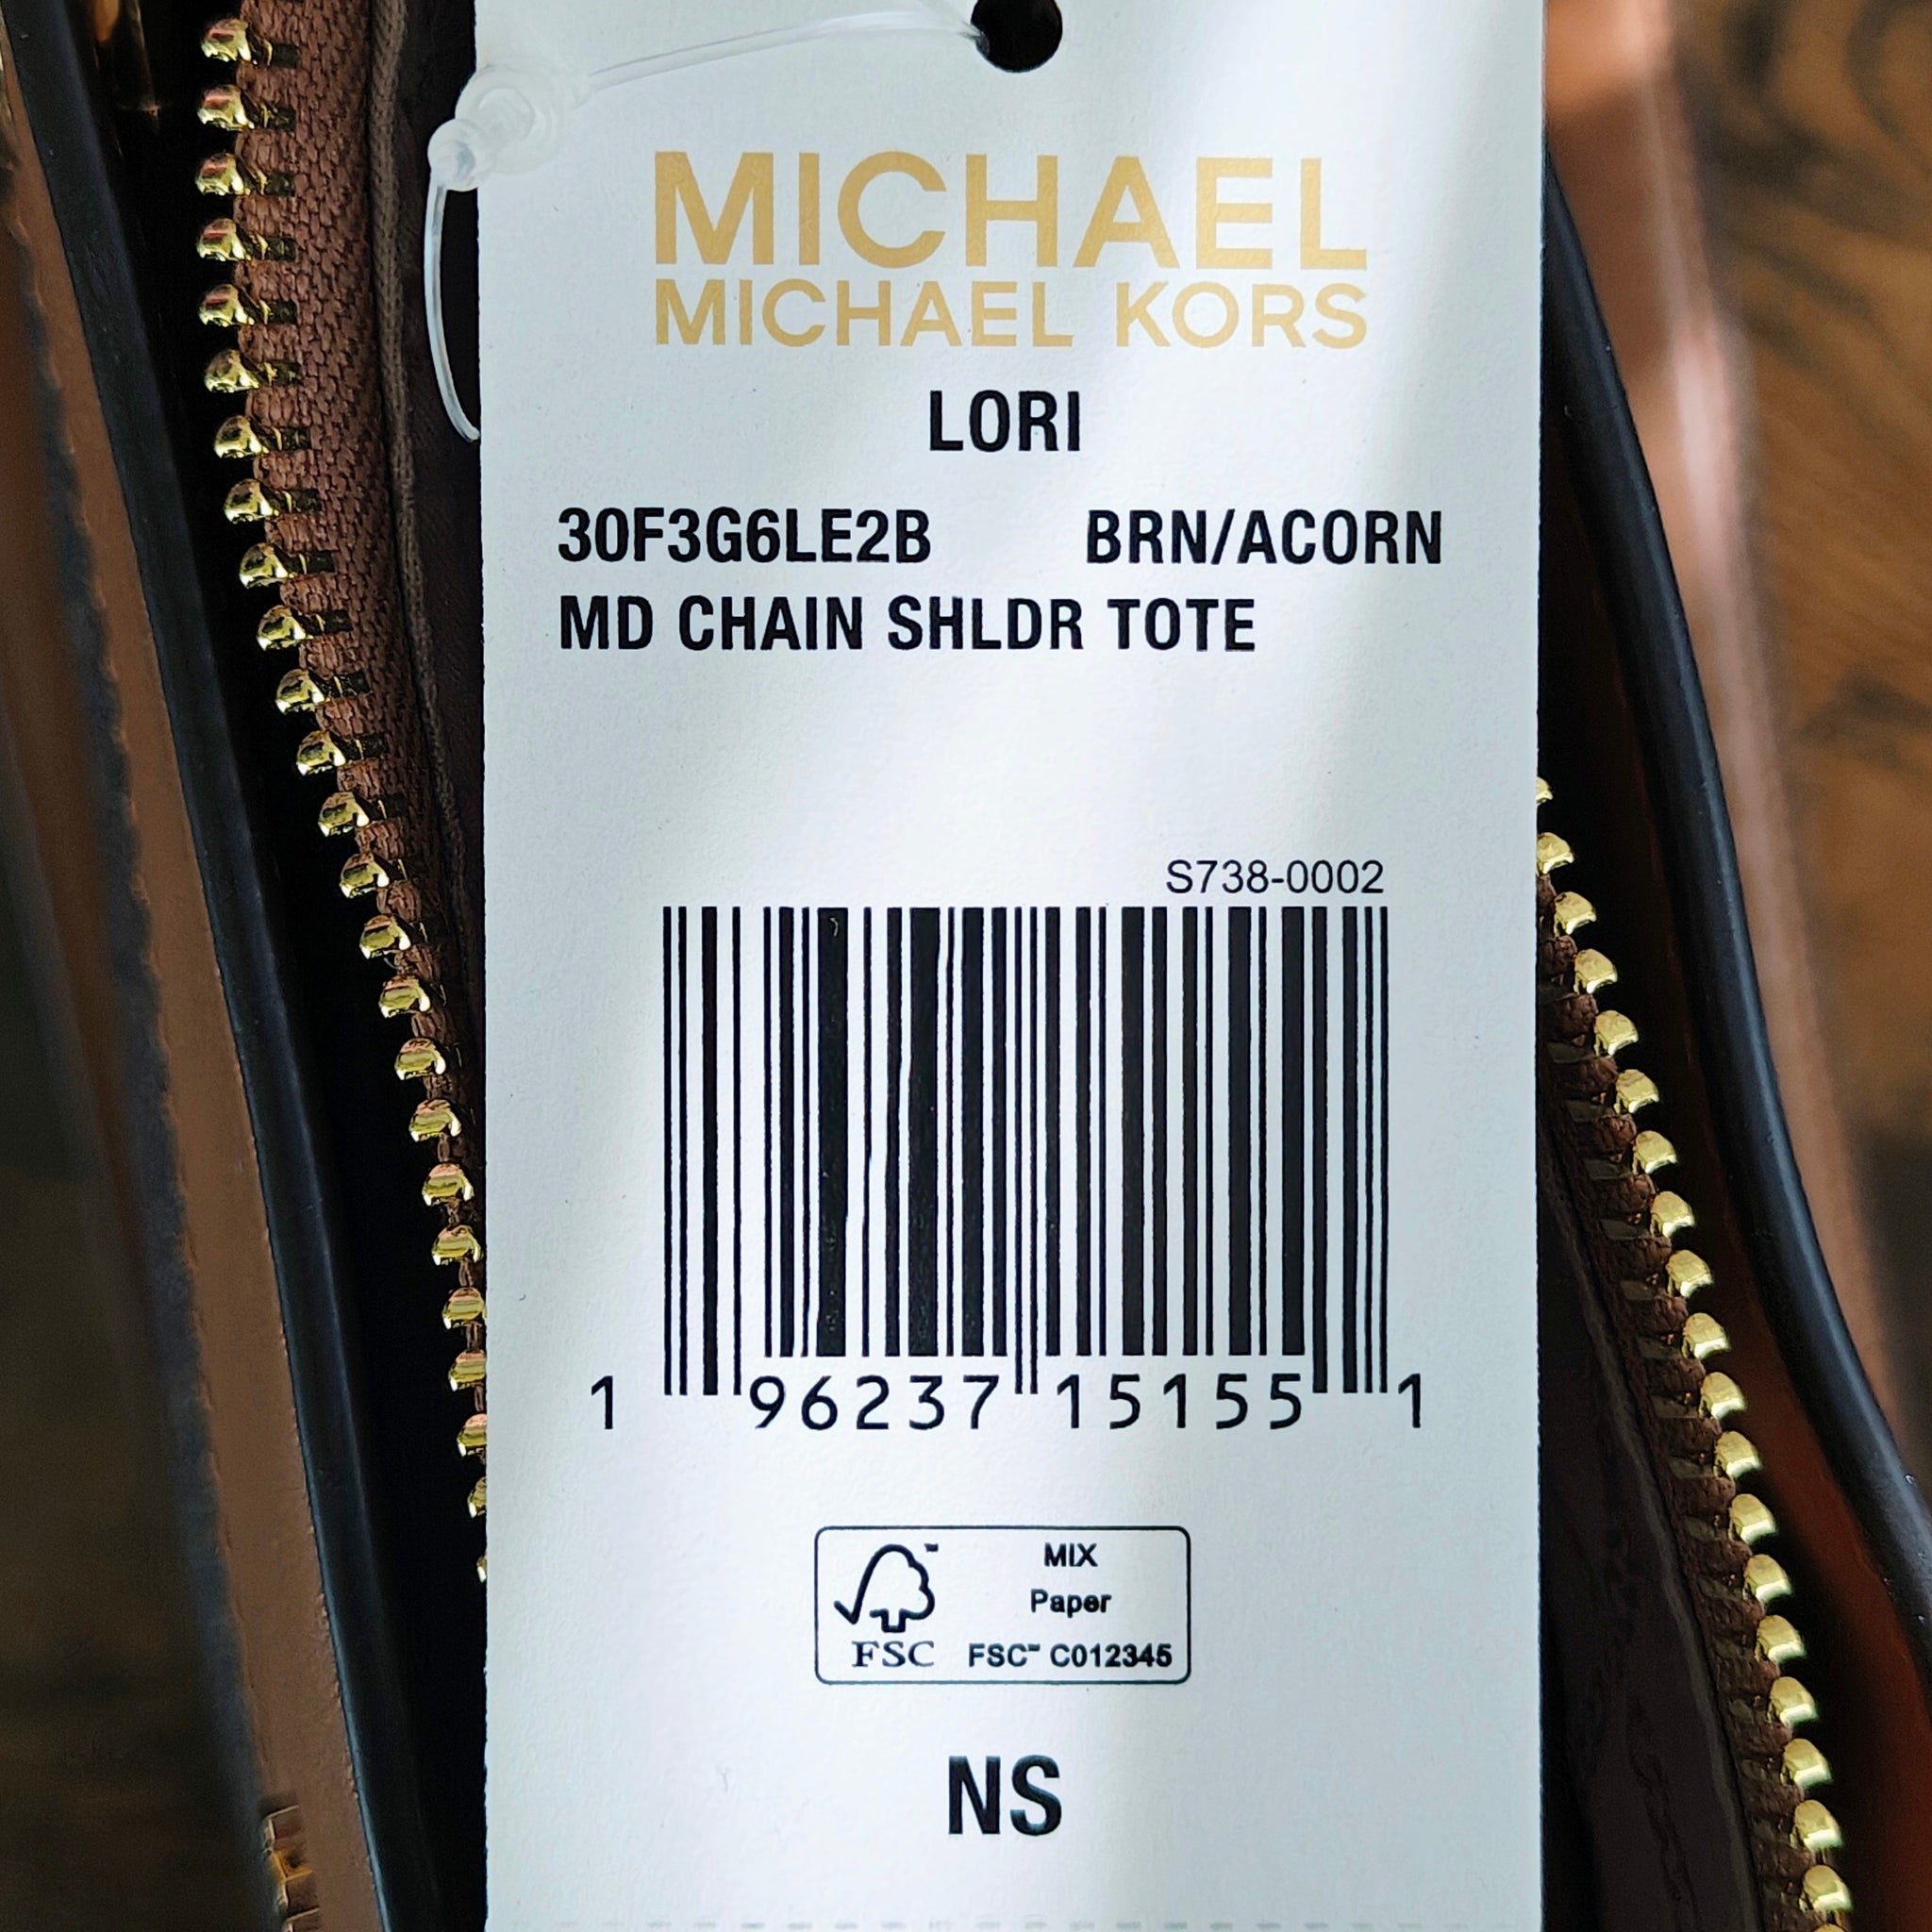 MICHAEL
MICHAEL KORS
LORI
30F3G6LE2B BRN/ACORN
MD CHAIN SHLDR TOTE
S738-0002
1 96237 15155 1
MIX
Paper
FSC FSC™ C012345
NS